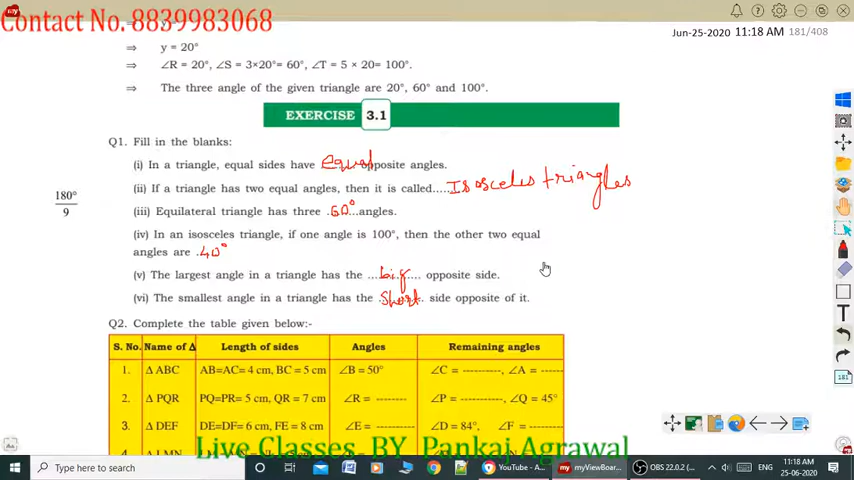 Contact No. 8839983068
Jun-25-2020 11:18 AM 181/408
⇒ y = 20°
⇒ ∠R = 20°, ∠S = 3×20°= 60°, ∠T = 5 × 20= 100°.
⇒ The three angle of the given triangle are 20°, 60° and 100°.
EXERCISE 3.1
Q1. Fill in the blanks:
(i) In a triangle, equal sides have equal opposite angles.
(ii) If a triangle has two equal angles, then it is called....Isosceles triangles
180°
9
(iii) Equilateral triangle has three .60°...angles.
(iv) In an isosceles triangle, if one angle is 100°, then the other two equal
angles are .40°
(v) The largest angle in a triangle has the ...big.... opposite side.
(vi) The smallest angle in a triangle has the .Short.. side opposite of it.
Q2. Complete the table given below:-
S. No. Name of Δ Length of sides Angles Remaining angles
1. Δ ABC AB=AC= 4 cm, BC = 5 cm ∠B = 50° ∠C = ----------, ∠A = ------
2. Δ PQR PQ=PR= 5 cm, QR = 7 cm ∠R = -------- ∠P = ----------, ∠Q = 45°
3. Δ DEF DE=DF= 6 cm, FE = 8 cm ∠E = ---------- ∠D = 84°, ∠F = ----------
4. Δ LMN
Live Classes BY Pankaj Agrawal
181
Type here to search
YouTube - A...
myViewBoar...
OBS 22.0.2 (...
ENG
11:18 AM
25-06-2020